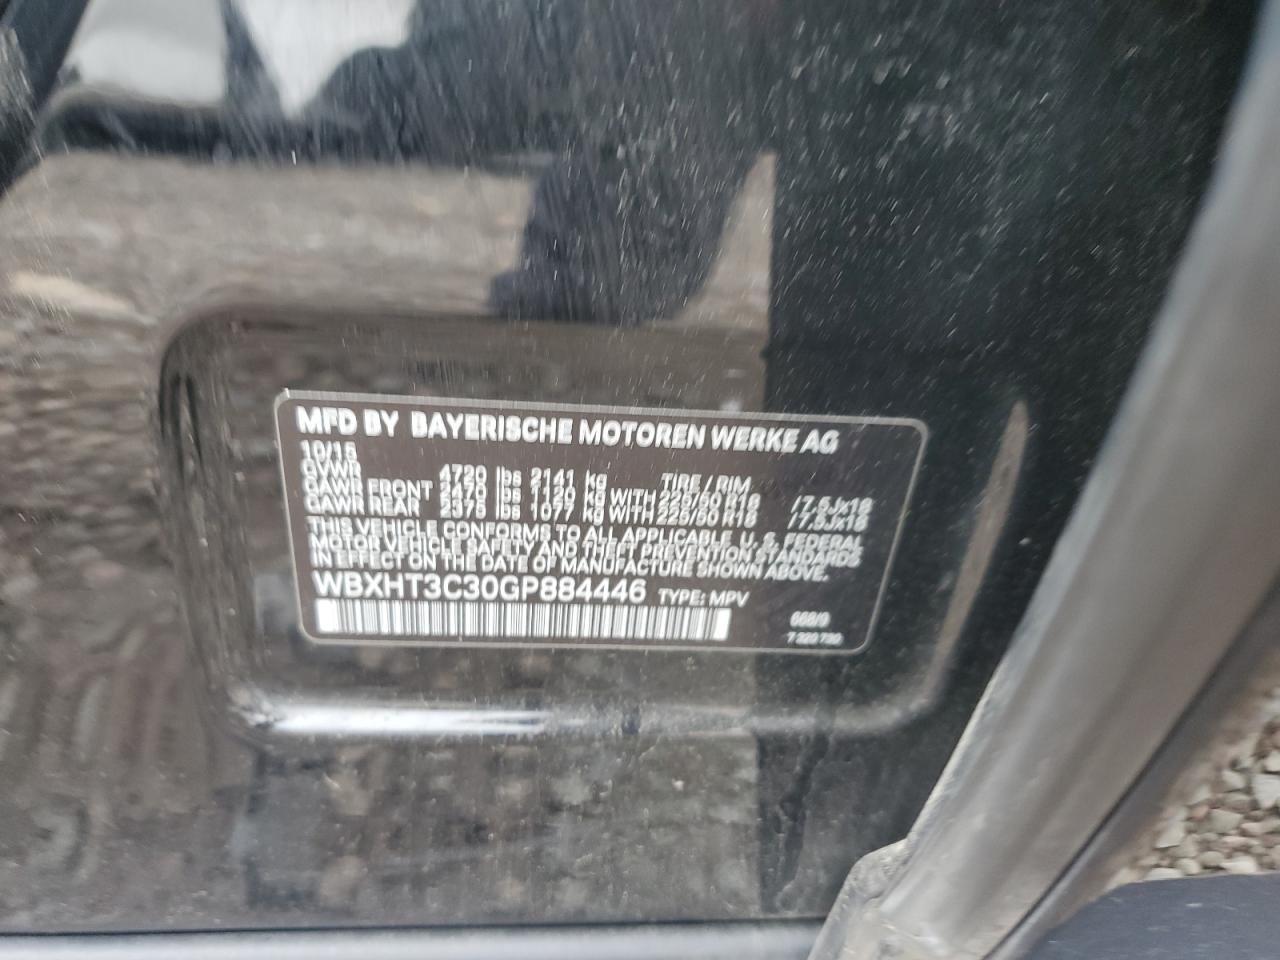 MFD BY BAYERISCHE MOTOREN WERKE AG
10/15
GVWR 4720 lbs 2141 kg TIRE / RIM
GAWR FRONT 2470 lbs 1120 kg WITH 225/50 R18 /7.5Jx18
GAWR REAR 2375 lbs 1077 kg WITH 225/50 R18 /7.5Jx18
THIS VEHICLE CONFORMS TO ALL APPLICABLE U. S. FEDERAL
MOTOR VEHICLE SAFETY AND THEFT PREVENTION STANDARDS
IN EFFECT ON THE DATE OF MANUFACTURE SHOWN ABOVE.
WBXHT3C30GP884446 TYPE: MPV
668/9